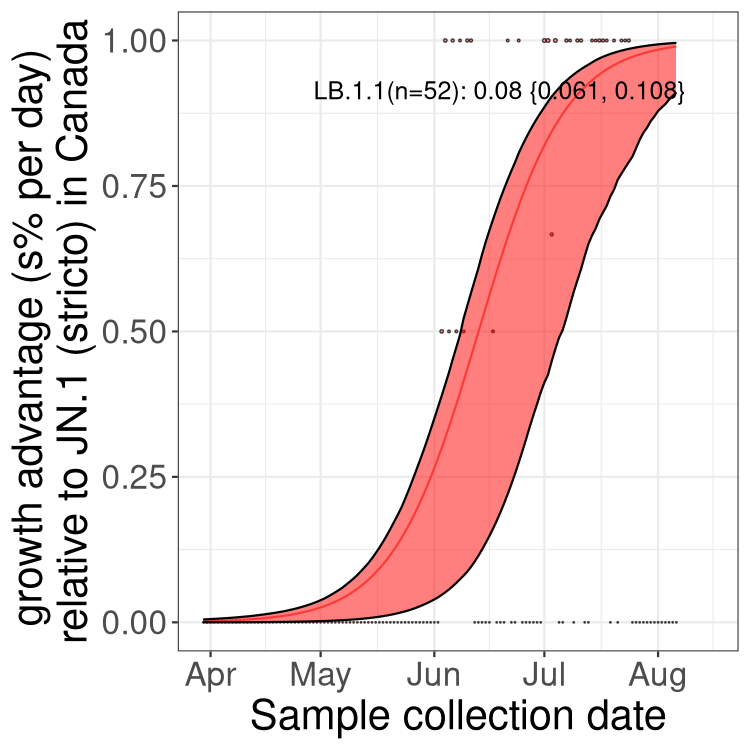 growth advantage (s% per day)
relative to JN.1 (stricto) in Canada
1.00
0.75
0.50
0.25
0.00
LB.1.1(n=52): 0.08 {0.061, 0.108}
Apr May Jun Jul Aug
Sample collection date